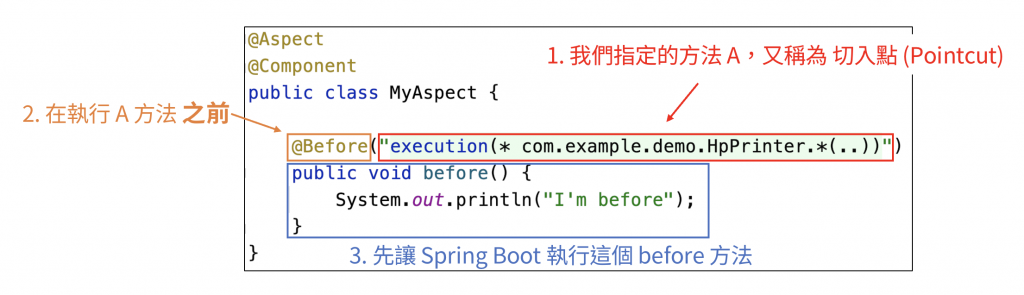 @Aspect
@Component
public class MyAspect {
1. 我們指定的方法 A，又稱為 切入點 (Pointcut)
2. 在執行 A 方法 之前
@Before("execution(* com.example.demo.HpPrinter.*(..))")
public void before() {
System.out.println("I'm before");
}
}
3. 先讓 Spring Boot 執行這個 before 方法